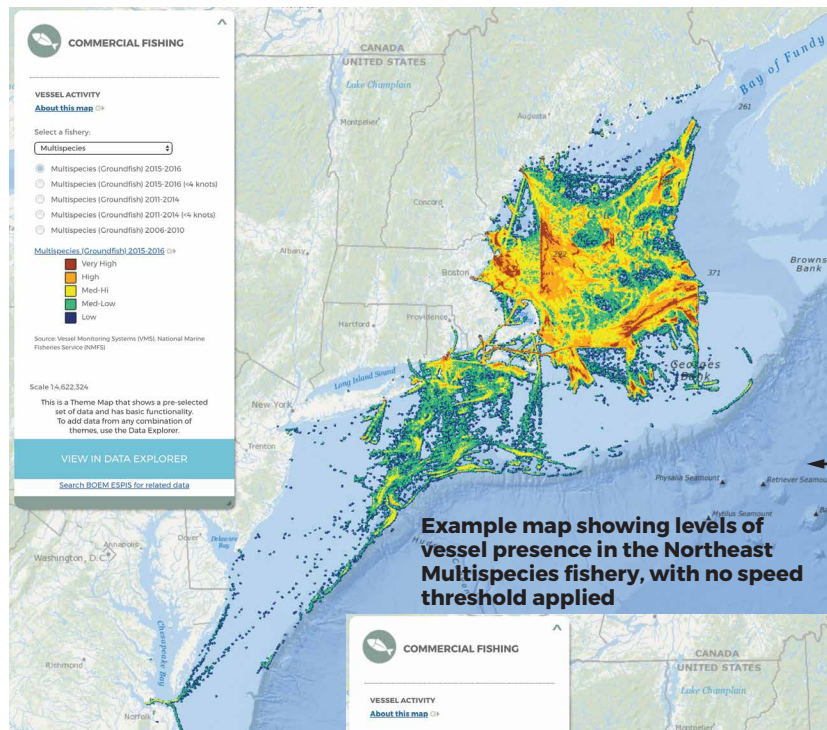 COMMERCIAL FISHING
VESSEL ACTIVITY
About this map
Select a fishery:
Multispecies
Multispecies (Groundfish) 2015-2016
Multispecies (Groundfish) 2015-2016 (<4 knots)
Multispecies (Groundfish) 2011-2014
Multispecies (Groundfish) 2011-2014 (<4 knots)
Multispecies (Groundfish) 2006-2010
Multispecies (Groundfish) 2015-2016
Very High
High
Med-Hi
Med-Low
Low
Source: Vessel Monitoring Systems (VMS), National Marine
Fisheries Service (NMFS)
Scale 1:4,622,324
This is a Theme Map that shows a pre-selected
set of data and has basic functionality.
To add data from any combination of
themes, use the Data Explorer.
VIEW IN DATA EXPLORER
Search BOEM ESPIS for related data
CANADA
UNITED STATES
Lake Champlain
Montpelier
Augusta
Bay of Fundy
261
Concord
Albany
Boston
Browns
Bank
371
Hartford
Providence
Georges
Bank
Long Island Sound
New York
Trenton
Physalia Seamount
Retriever Seamou
Mytilus Seamount
Ba
Dover
Delaware
Bay
Annapolis
Washington, D.C.
Chesapeake
Bay
Richmond
Norfolk
Example map showing levels of
vessel presence in the Northeast
Multispecies fishery, with no speed
threshold applied
COMMERCIAL FISHING
VESSEL ACTIVITY
About this map
CANADA
UNITED STATES
Lake Champlain
Montpelier